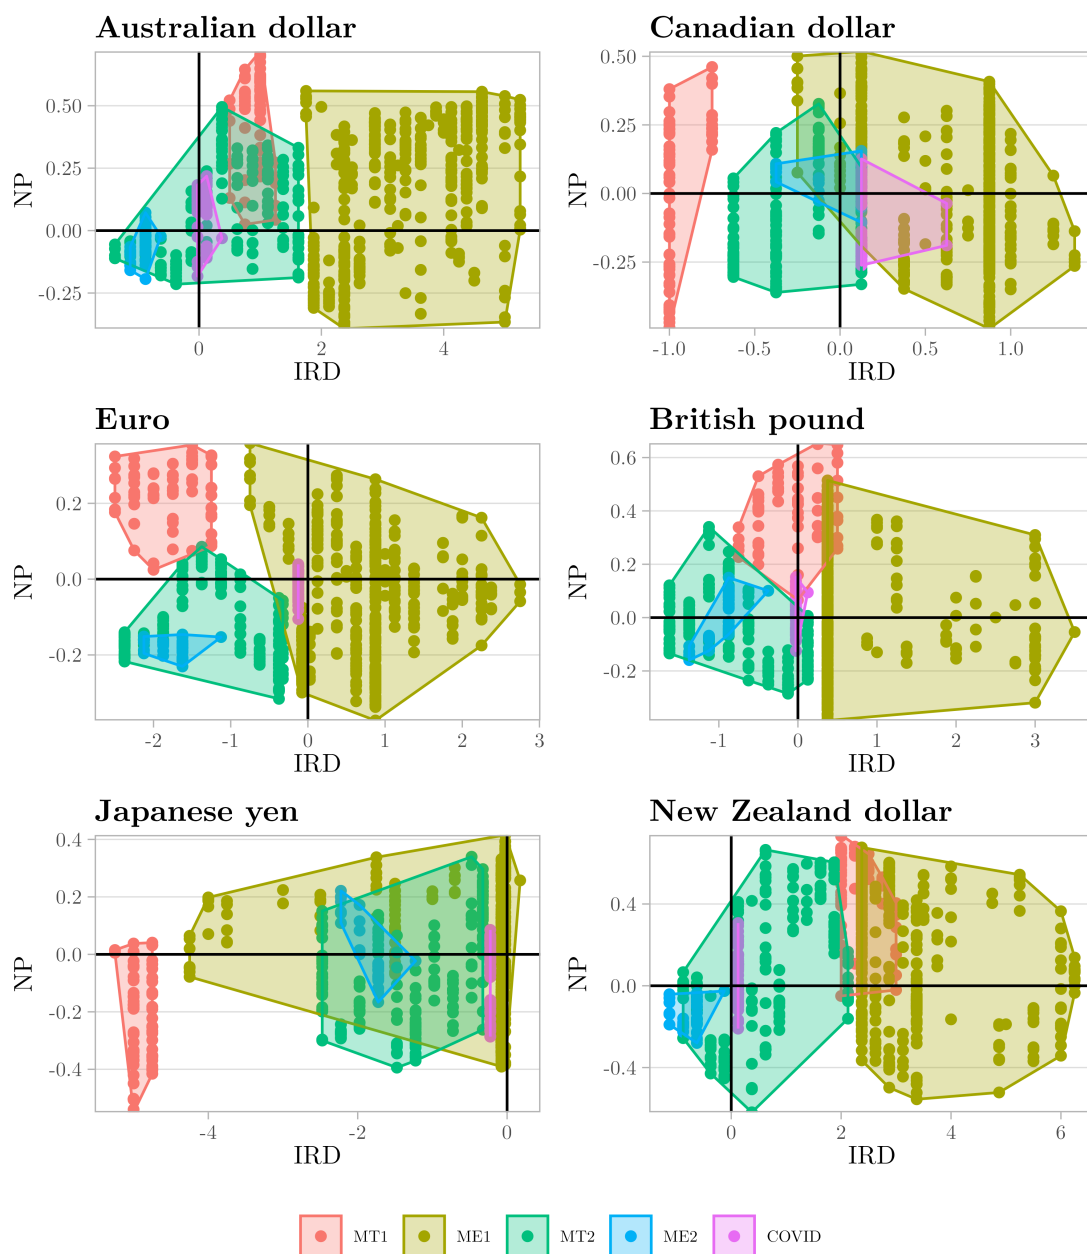 Australian dollar
NP
0.50
0.25
0.00
-0.25
0
2
4
IRD
Canadian dollar
NP
0.50
0.25
0.00
-0.25
-1.0
-0.5
0.0
0.5
1.0
IRD
Euro
NP
0.2
0.0
-0.2
-2
-1
0
1
2
3
IRD
British pound
NP
0.6
0.4
0.2
0.0
-0.2
-1
0
1
2
3
IRD
Japanese yen
NP
0.4
0.2
0.0
-0.2
-0.4
-4
-2
0
IRD
New Zealand dollar
NP
0.4
0.0
-0.4
0
2
4
6
IRD
MT1 ME1 MT2 ME2 COVID